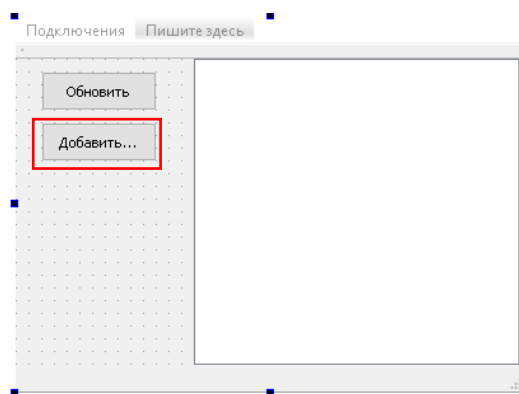 Подключения Пишите здесь
Обновить
Добавить...